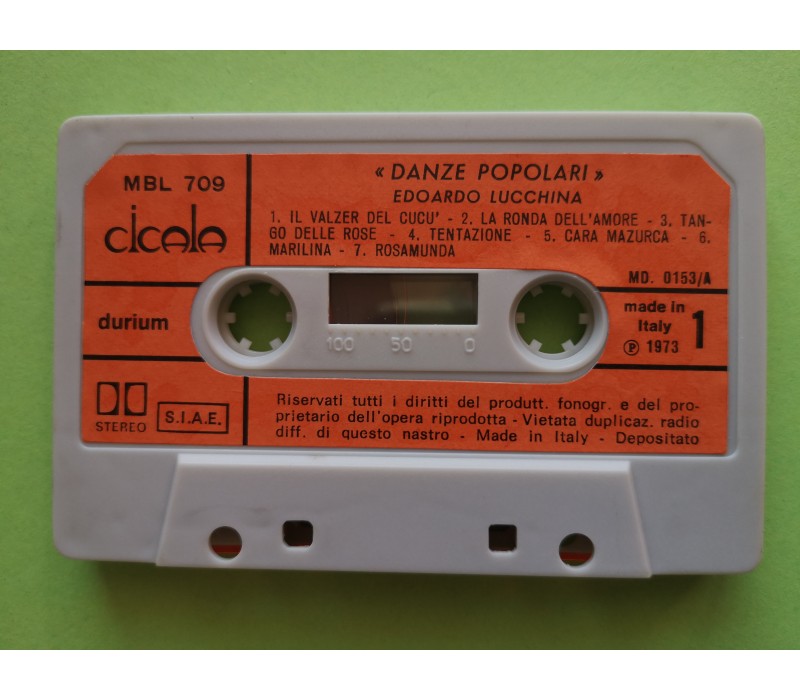 MBL 709
cicala
« DANZE POPOLARI »
EDOARDO LUCCHINA
1. IL VALZER DEL CUCU' - 2. LA RONDA DELL'AMORE - 3. TAN-
GO DELLE ROSE - 4. TENTAZIONE - 5. CARA MAZURCA - 6.
MARILINA - 7. ROSAMUNDA
MD. 0153/A
durium
made in
Italy
℗ 1973
1
100 50 0
STEREO
S.I.A.E.
Riservati tutti i diritti del produtt. fonogr. e del pro-
prietario dell'opera riprodotta - Vietata duplicaz. radio
diff. di questo nastro - Made in Italy - Depositato